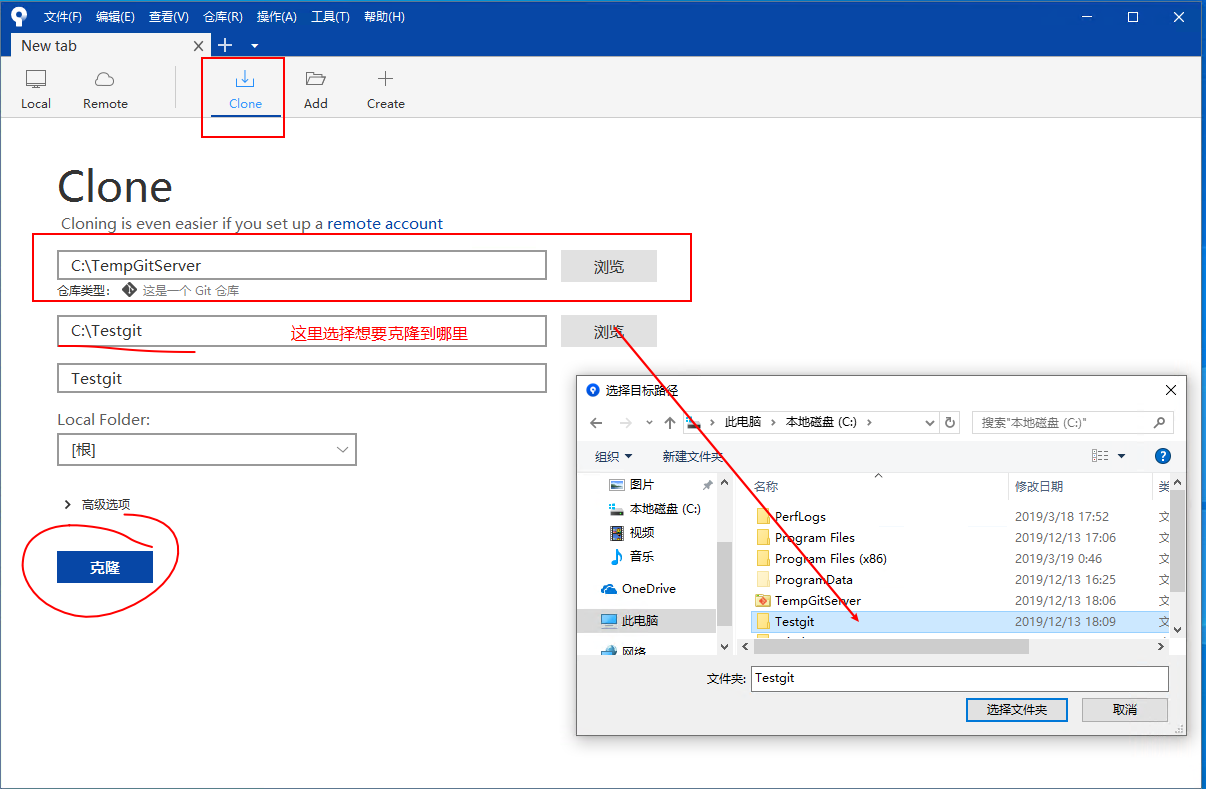 文件(F) 编辑(E) 查看(V) 仓库(R) 操作(A) 工具(T) 帮助(H)
New tab
Local Remote Clone Add Create
Clone
Cloning is even easier if you set up a remote account
C:\TempGitServer 浏览
仓库类型: 这是一个 Git 仓库
C:\Testgit 这里选择想要克隆到哪里 浏览
Testgit
Local Folder:
[根]
高级选项
克隆
选择目标路径
此电脑 本地磁盘 (C:) 搜索"本地磁盘 (C:)"
组织 新建文件夹
图片
本地磁盘 (C:)
视频
音乐
OneDrive
此电脑
网络
名称 修改日期 类
PerfLogs 2019/3/18 17:52 文
Program Files 2019/12/13 17:06 文
Program Files (x86) 2019/3/19 0:46 文
ProgramData 2019/12/13 16:25 文
TempGitServer 2019/12/13 18:06 文
Testgit 2019/12/13 18:09 文
文件夹: Testgit
选择文件夹 取消